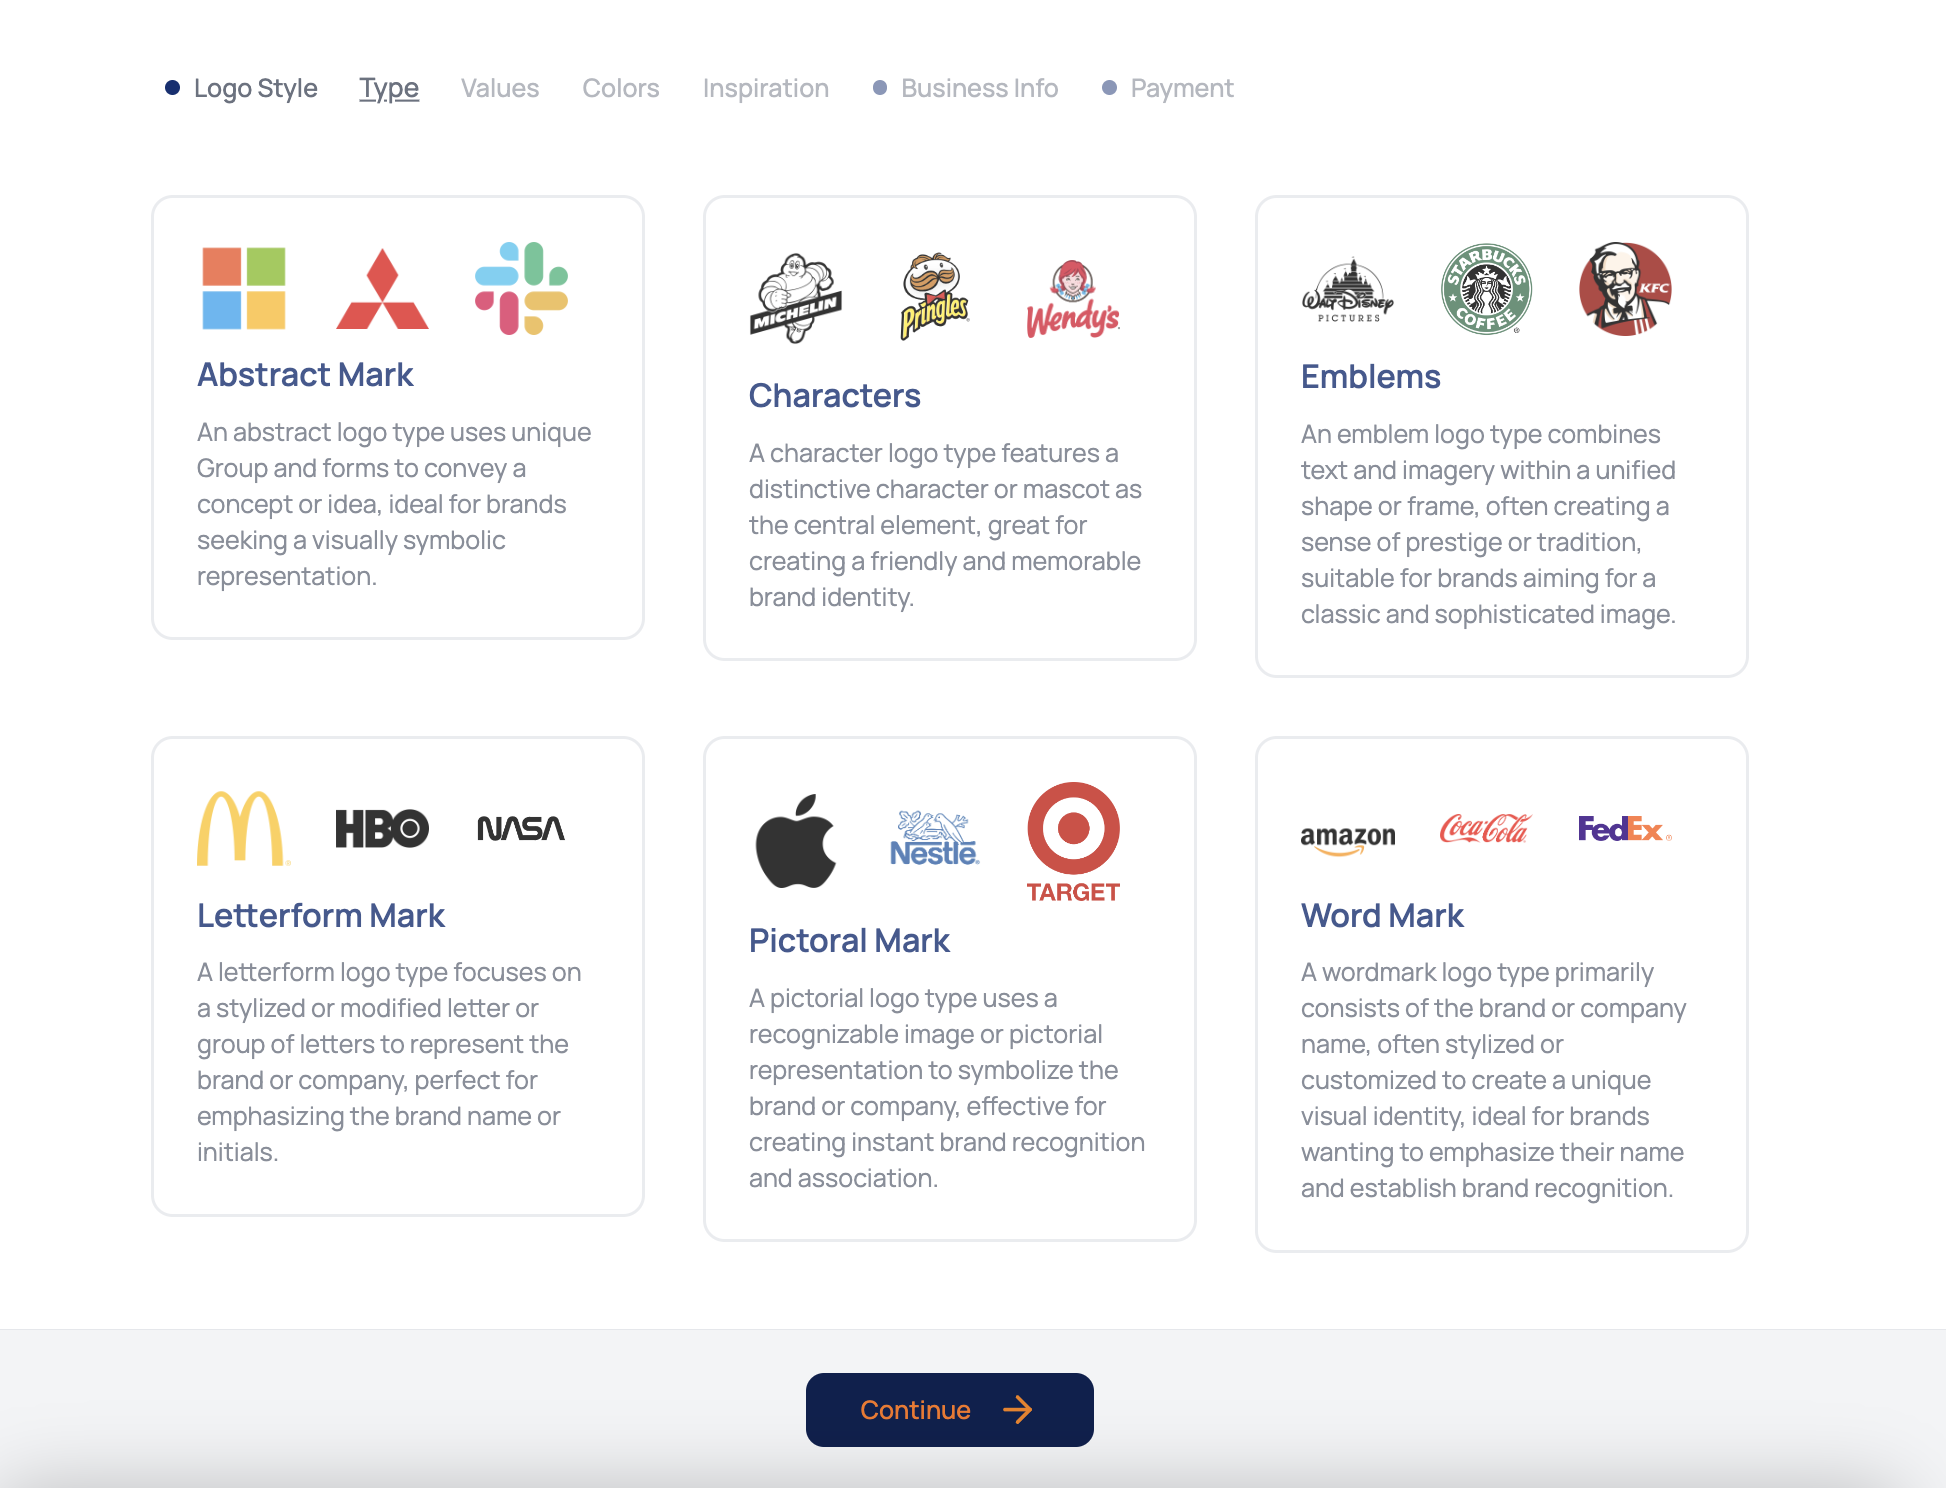 Logo Style Type Values Colors Inspiration Business Info Payment
Abstract Mark
An abstract logo type uses unique
Group and forms to convey a
concept or idea, ideal for brands
seeking a visually symbolic
representation.
MICHELIN
Pringles
Wendy's
Characters
A character logo type features a
distinctive character or mascot as
the central element, great for
creating a friendly and memorable
brand identity.
WALT DISNEY
PICTURES
STARBUCKS
COFFEE
KFC
Emblems
An emblem logo type combines
text and imagery within a unified
shape or frame, often creating a
sense of prestige or tradition,
suitable for brands aiming for a
classic and sophisticated image.
M
HBO
NASA
Letterform Mark
A letterform logo type focuses on
a stylized or modified letter or
group of letters to represent the
brand or company, perfect for
emphasizing the brand name or
initials.
Nestlé
TARGET
Pictoral Mark
A pictorial logo type uses a
recognizable image or pictorial
representation to symbolize the
brand or company, effective for
creating instant brand recognition
and association.
amazon
Coca-Cola
FedEx®
Word Mark
A wordmark logo type primarily
consists of the brand or company
name, often stylized or
customized to create a unique
visual identity, ideal for brands
wanting to emphasize their name
and establish brand recognition.
Continue